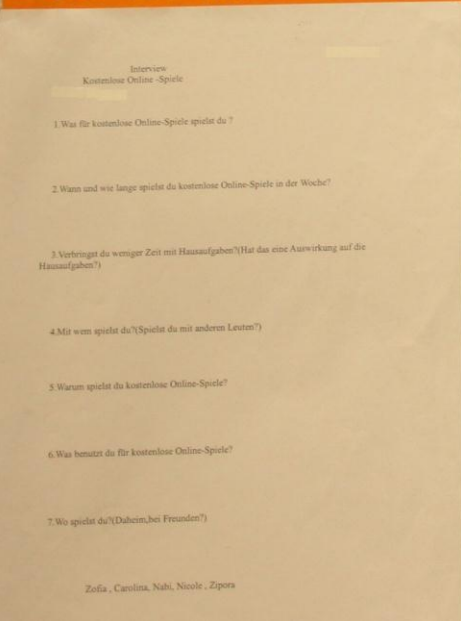 Interview
Kostenlose Online -Spiele
1.Was für kostenlose Online-Spiele spielst du ?
2.Wann und wie lange spielst du kostenlose Online-Spiele in der Woche?
3.Verbringst du weniger Zeit mit Hausaufgaben?(Hat das eine Auswirkung auf die
Hausaufgaben?)
4.Mit wem spielst du?(Spielst du mit anderen Leuten?)
5.Warum spielst du kostenlose Online-Spiele?
6.Was benutzt du für kostenlose Online-Spiele?
7.Wo spielst du?(Daheim,bei Freunden?)
Zofia , Carolina, Nahi, Nicole , Zipora